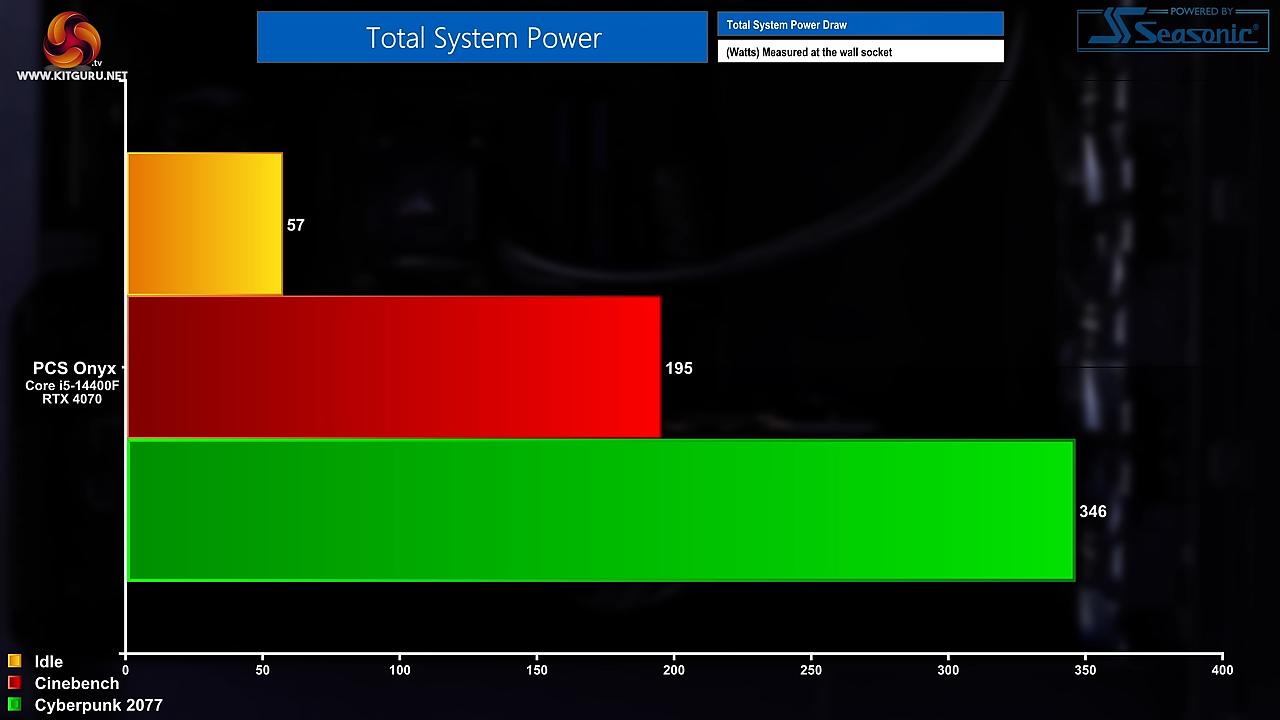 .tv
WWW.KITGURU.NET
Total System Power
Total System Power Draw
(Watts) Measured at the wall socket
POWERED BY
Seasonic®
57
PCS Onyx
Core i5-14400F
RTX 4070
195
346
0 50 100 150 200 250 300 350 400
Idle
Cinebench
Cyberpunk 2077